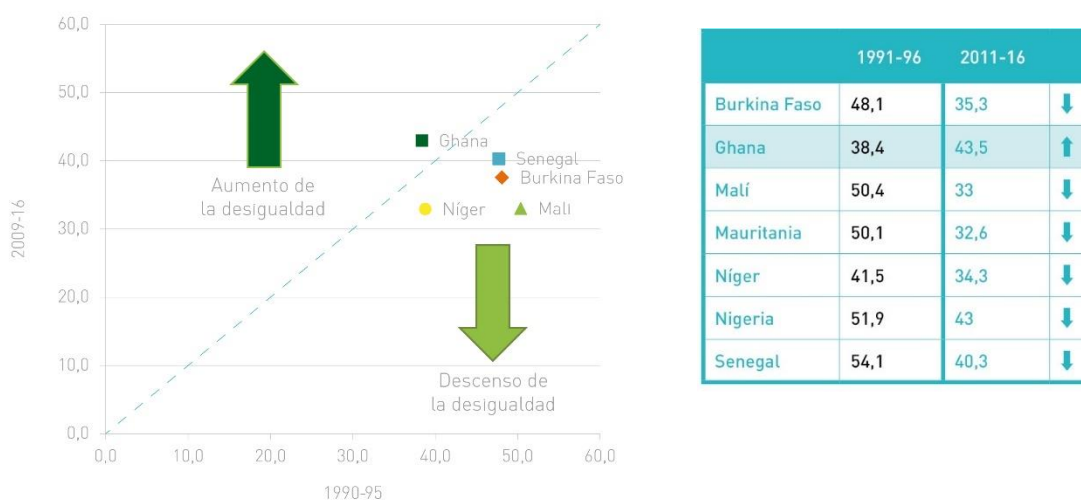 60,0
50,0
40,0
30,0
20,0
10,0
0,0
2009-16
Aumento de
la desigualdad
Ghana
Senegal
Burkina Faso
Níger
Mali
Descenso de
la desigualdad
0,0 10,0 20,0 30,0 40,0 50,0 60,0
1990-95
1991-96 2011-16
Burkina Faso 48,1 35,3
Ghana 38,4 43,5
Malí 50,4 33
Mauritania 50,1 32,6
Níger 41,5 34,3
Nigeria 51,9 43
Senegal 54,1 40,3